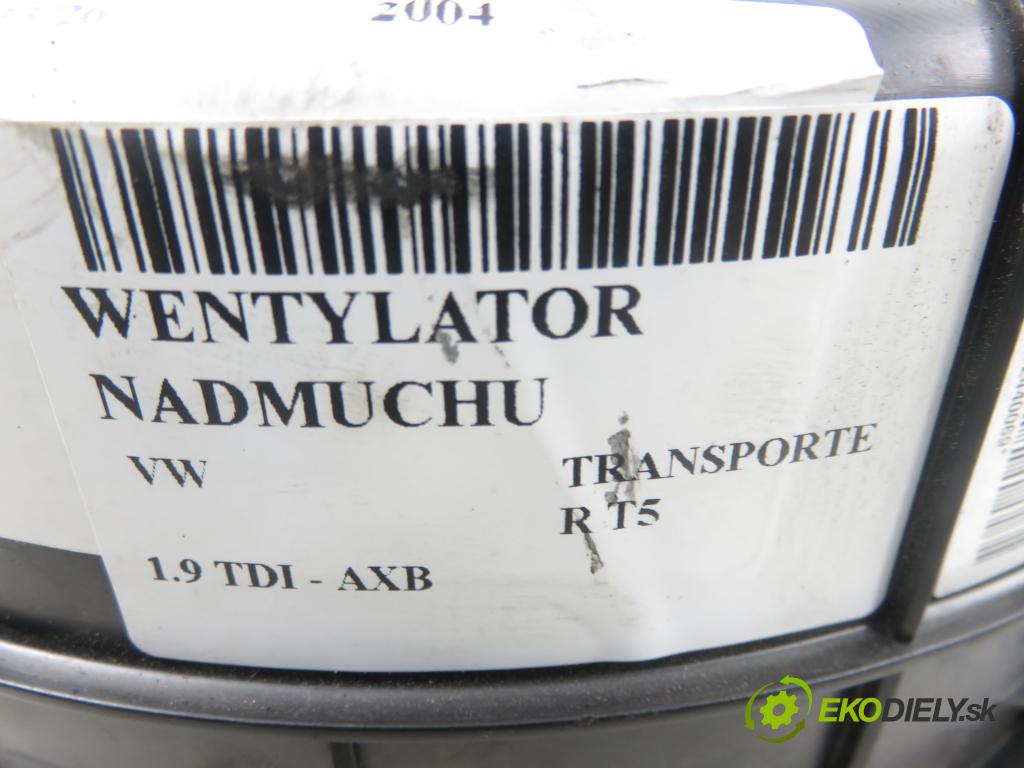 2004
WENTYLATOR
NADMUCHU
VW
TRANSPORTE
R T5
1.9 TDI - AXB
EKODIELY.sk